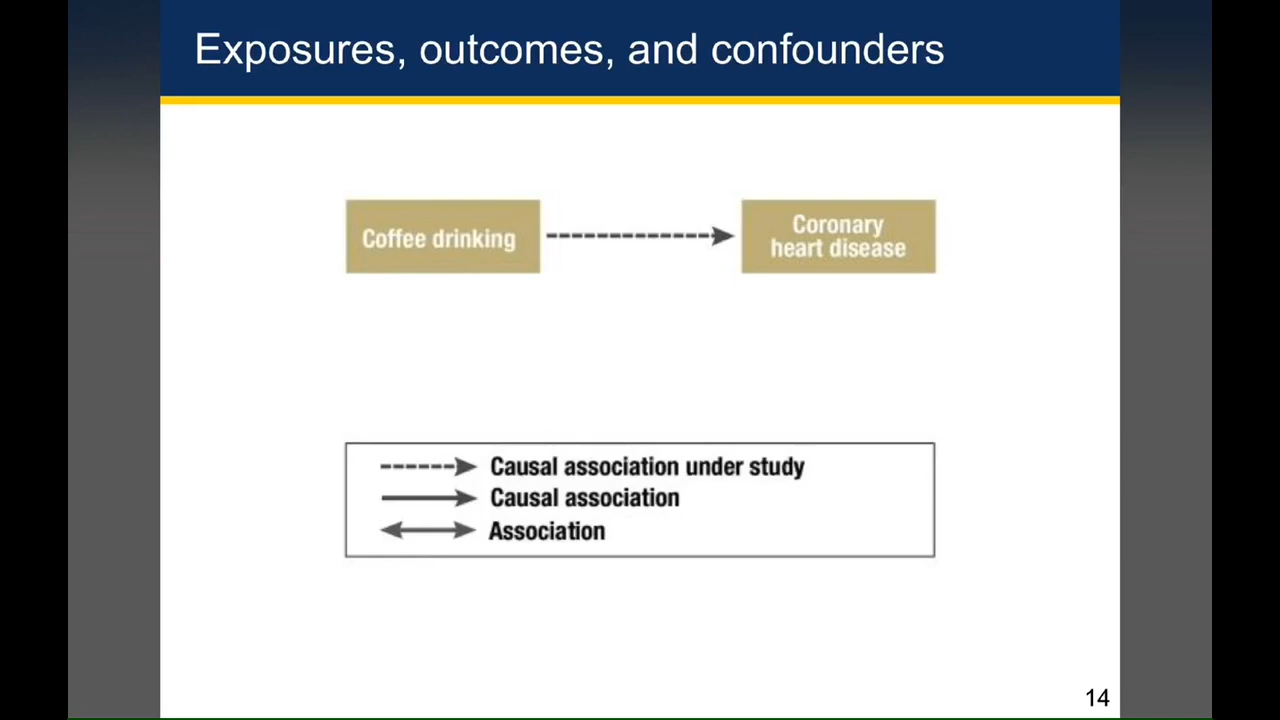 Exposures, outcomes, and confounders
Coffee drinking
Coronary
heart disease
Causal association under study
Causal association
Association
14